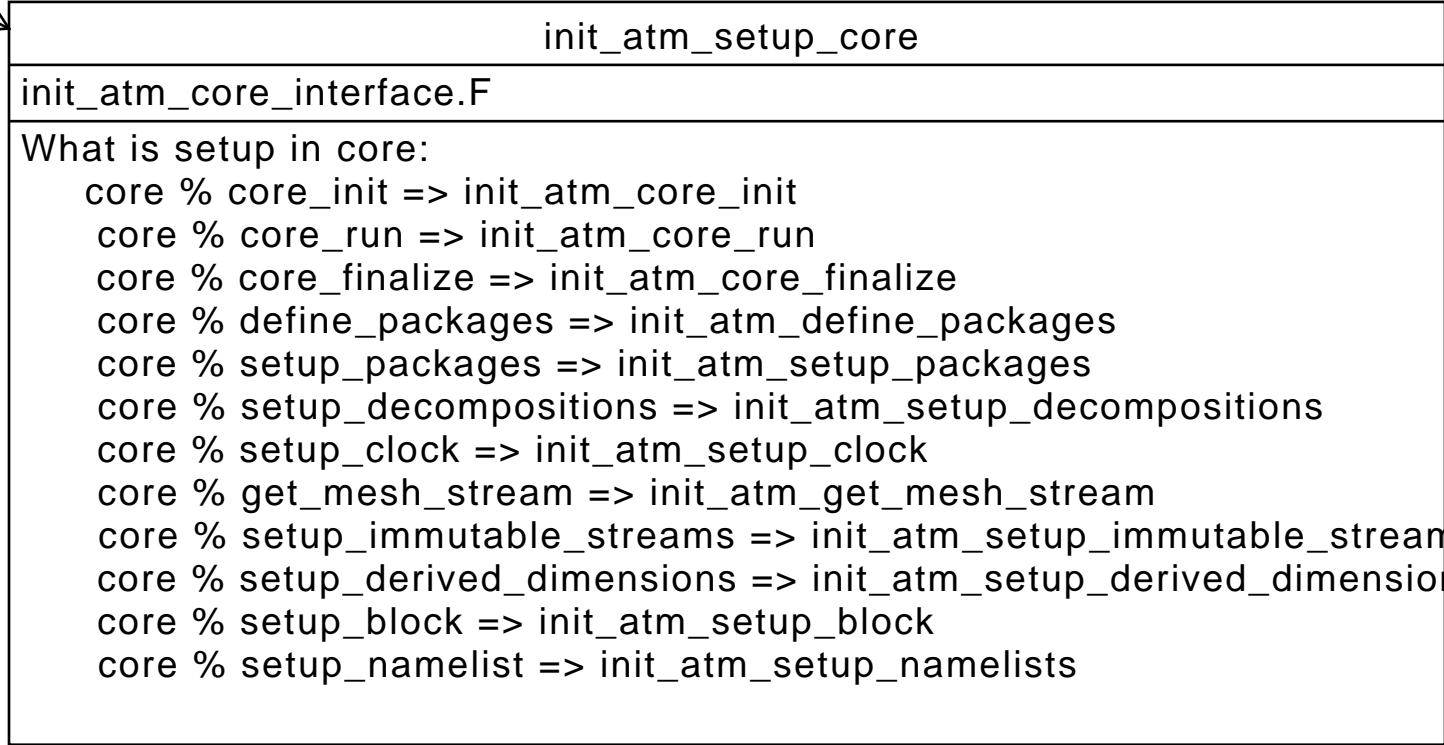 init_atm_setup_core
init_atm_core_interface.F
What is setup in core:
core % core_init => init_atm_core_init
core % core_run => init_atm_core_run
core % core_finalize => init_atm_core_finalize
core % define_packages => init_atm_define_packages
core % setup_packages => init_atm_setup_packages
core % setup_decompositions => init_atm_setup_decompositions
core % setup_clock => init_atm_setup_clock
core % get_mesh_stream => init_atm_get_mesh_stream
core % setup_immutable_streams => init_atm_setup_immutable_stream
core % setup_derived_dimensions => init_atm_setup_derived_dimension
core % setup_block => init_atm_setup_block
core % setup_namelist => init_atm_setup_namelists